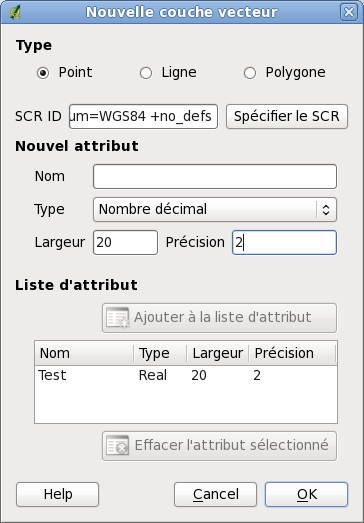 Nouvelle couche vecteur
Type
Point Ligne Polygone
SCR ID um=WGS84 +no_defs Spécifier le SCR
Nouvel attribut
Nom
Type Nombre décimal
Largeur 20 Précision 2
Liste d'attribut
Ajouter à la liste d'attribut
Nom Type Largeur Précision
Test Real 20 2
Effacer l'attribut sélectionné
Help Cancel OK